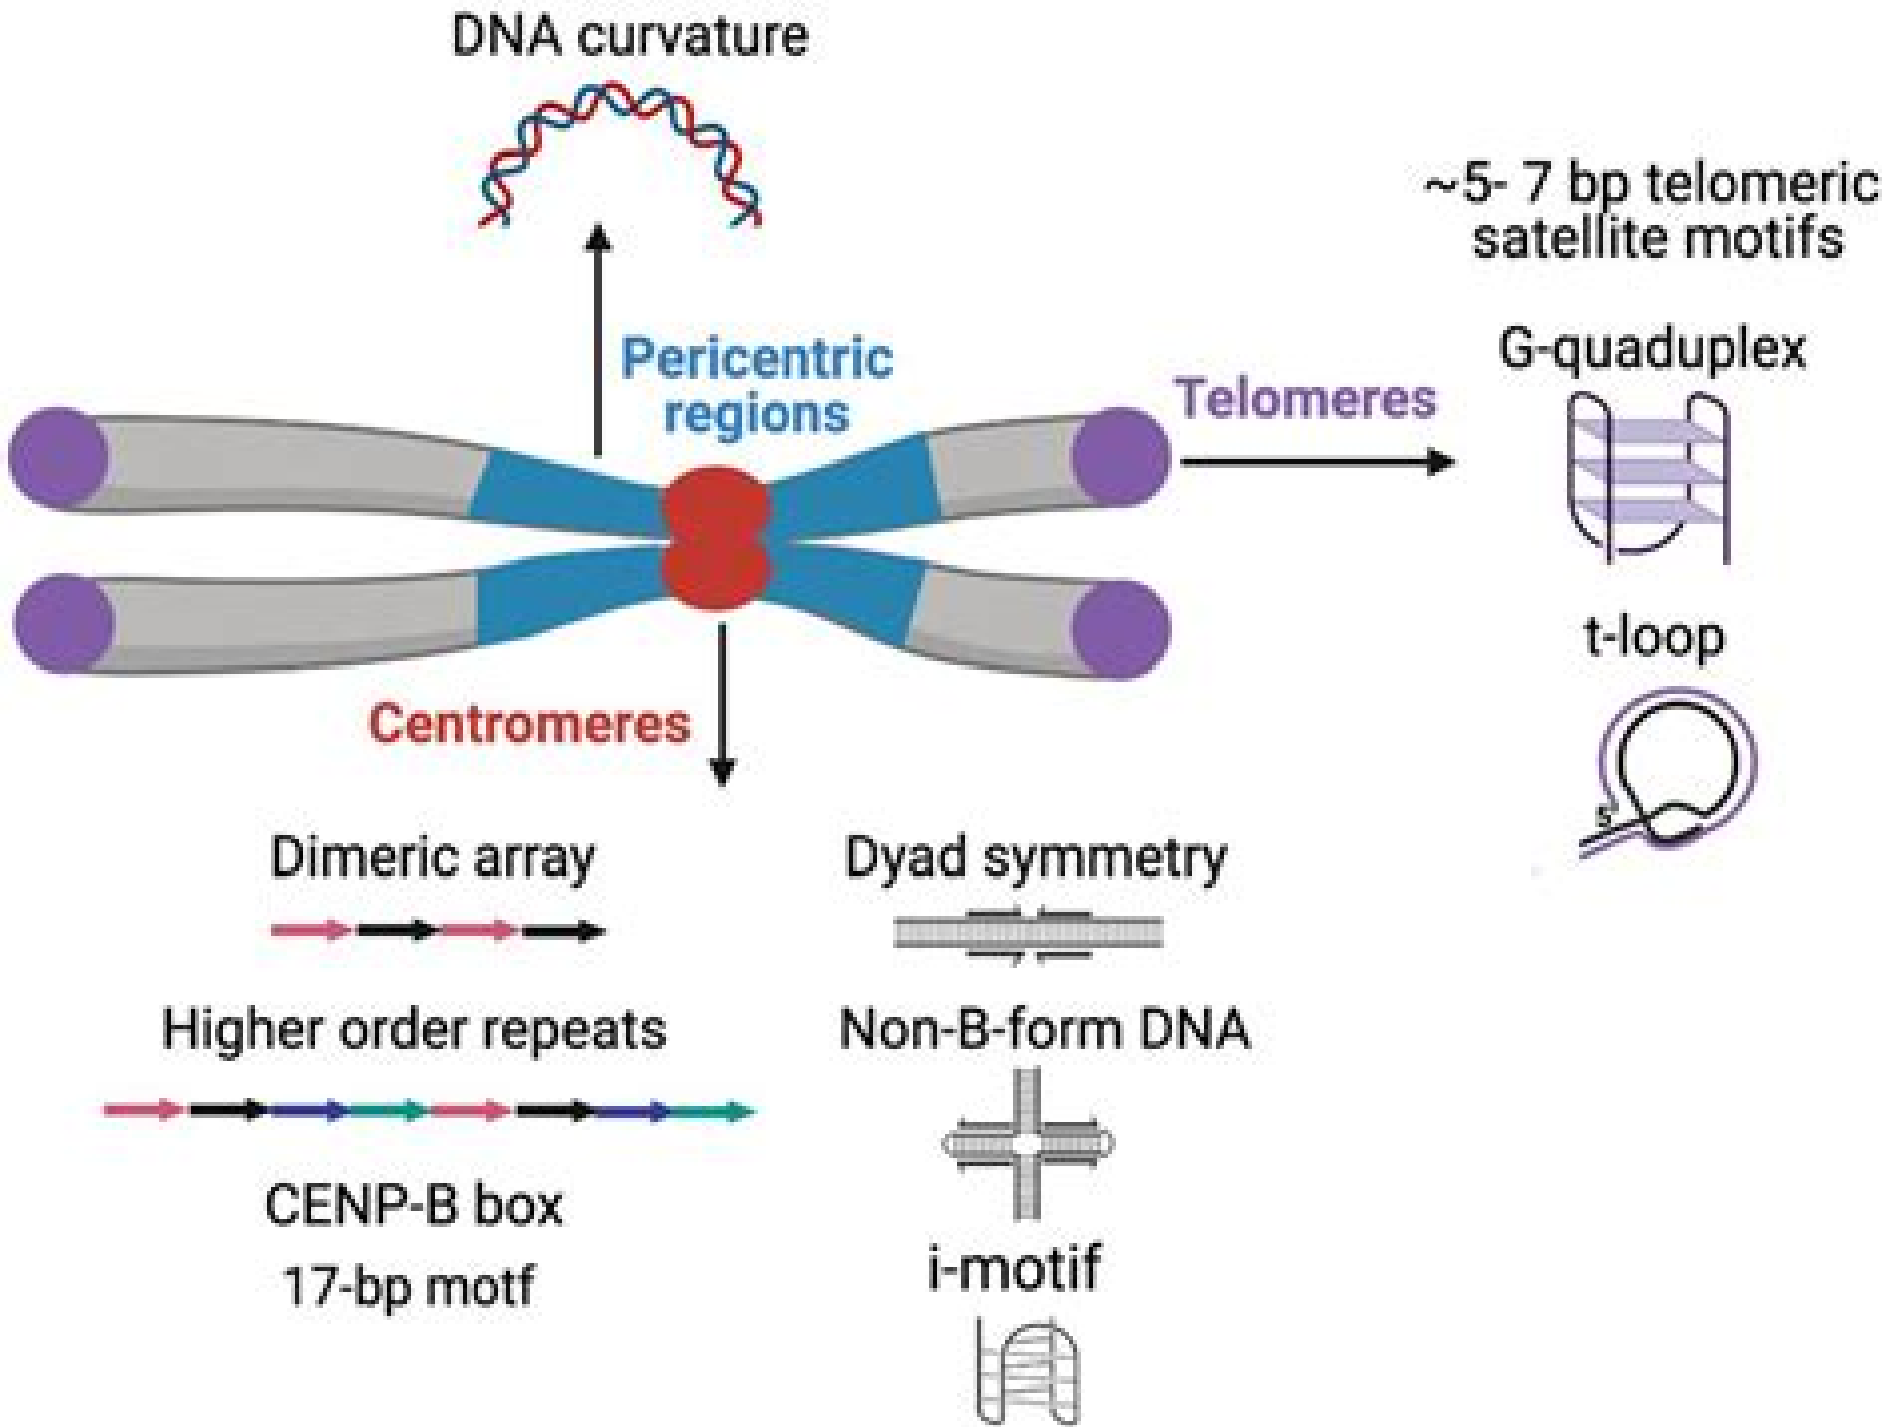 DNA curvature
~5- 7 bp telomeric
satellite motifs
G-quaduplex
Pericentric
regions
Telomeres
t-loop
Centromeres
5'
Dimeric array
Dyad symmetry
Higher order repeats
Non-B-form DNA
CENP-B box
17-bp motf
i-motif